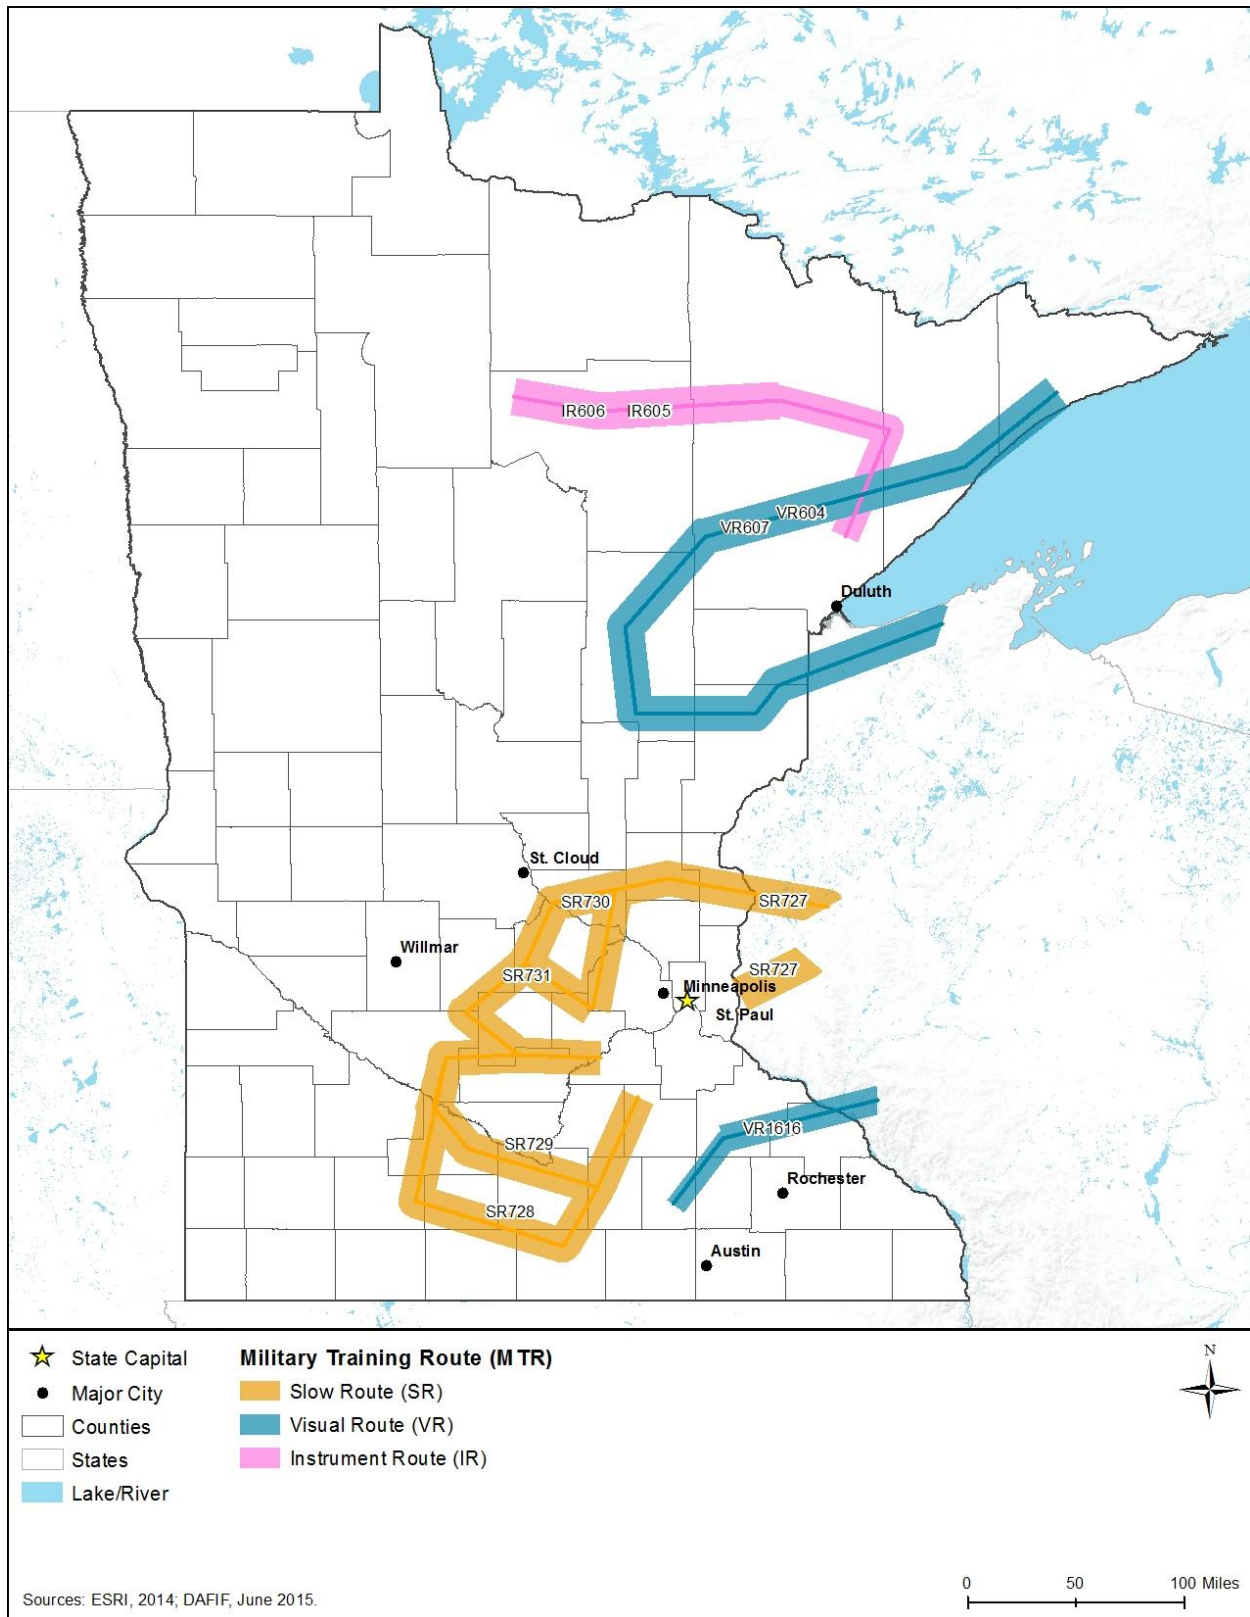 IR606
IR605
VR604
VR607
Duluth
St. Cloud
SR730
SR727
Willmar
SR731
SR727
Minneapolis
St. Paul
VR1616
SR729
Rochester
SR728
Austin
State Capital
Major City
Counties
States
Lake/River
Military Training Route (MTR)
Slow Route (SR)
Visual Route (VR)
Instrument Route (IR)
N
0 50 100 Miles
Sources: ESRI, 2014; DAFIF, June 2015.